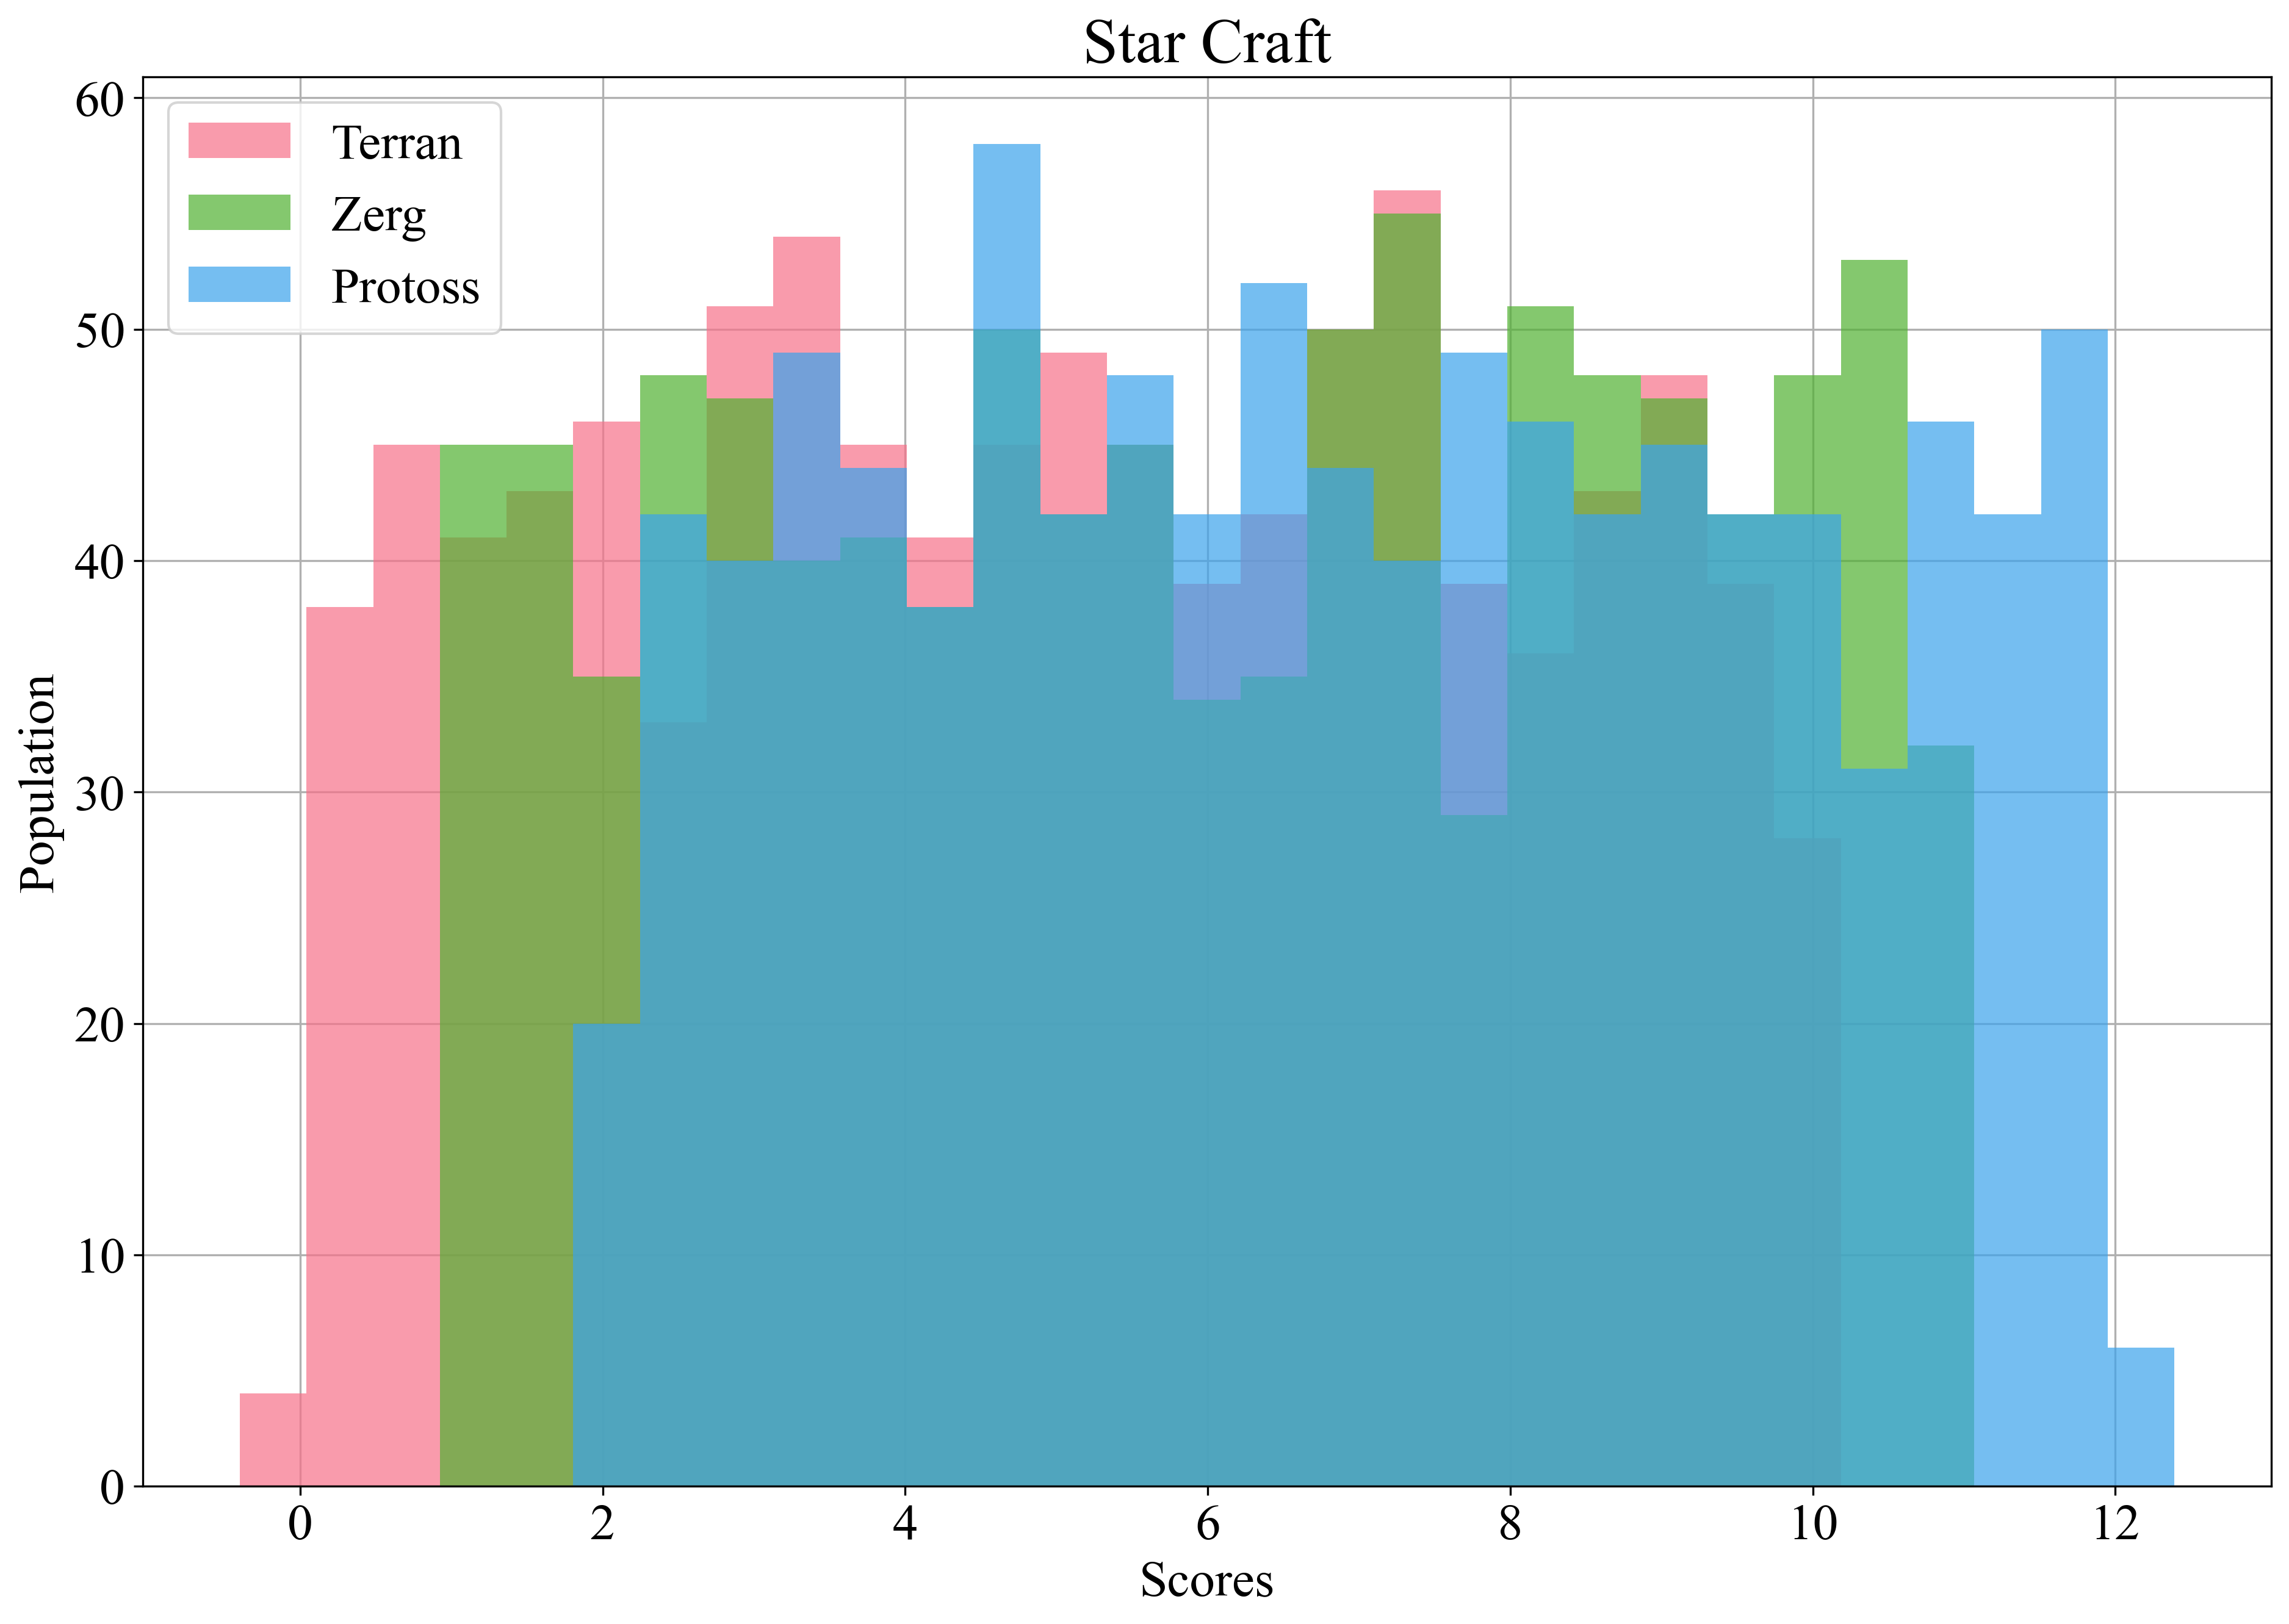 Star Craft
Terran
Zerg
Protoss
60
50
40
30
20
10
0
Population
0 2 4 6 8 10 12
Scores